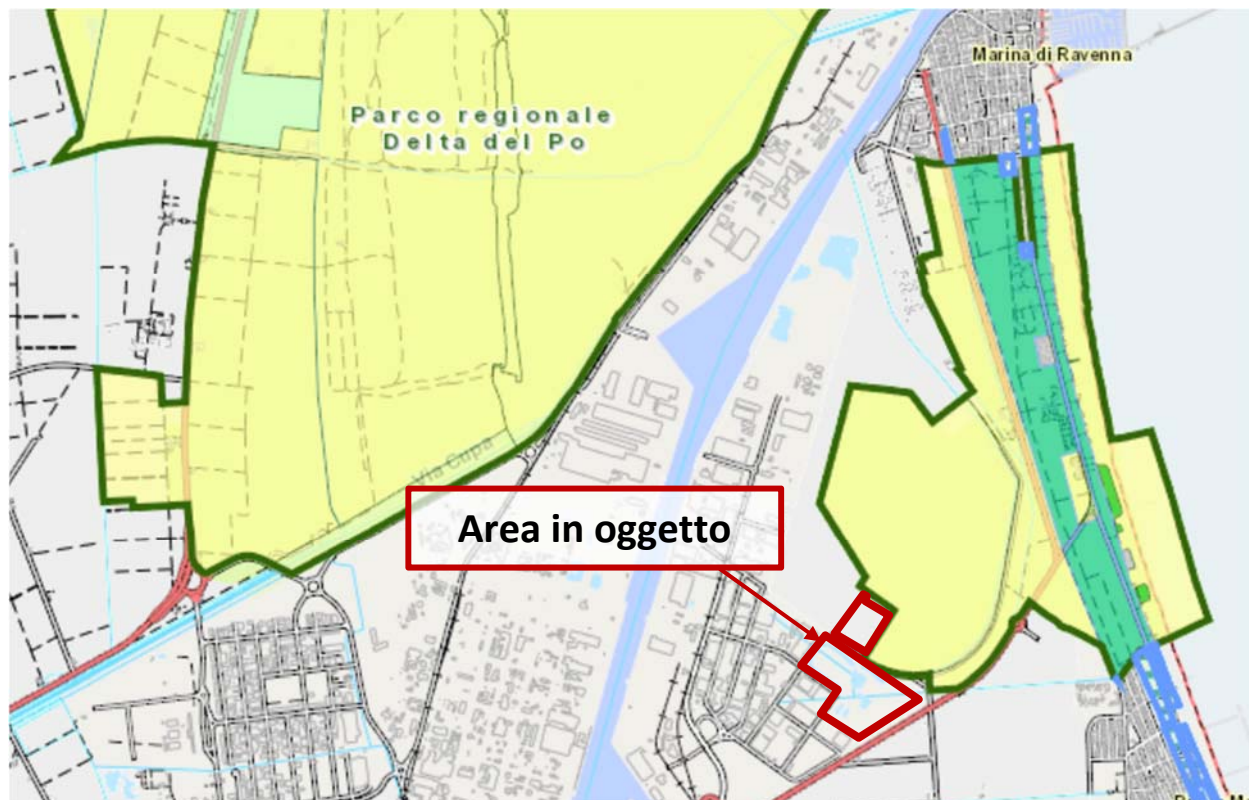 Marina di Ravenna
Parco regionale
Delta del Po
Via Cupa
Area in oggetto